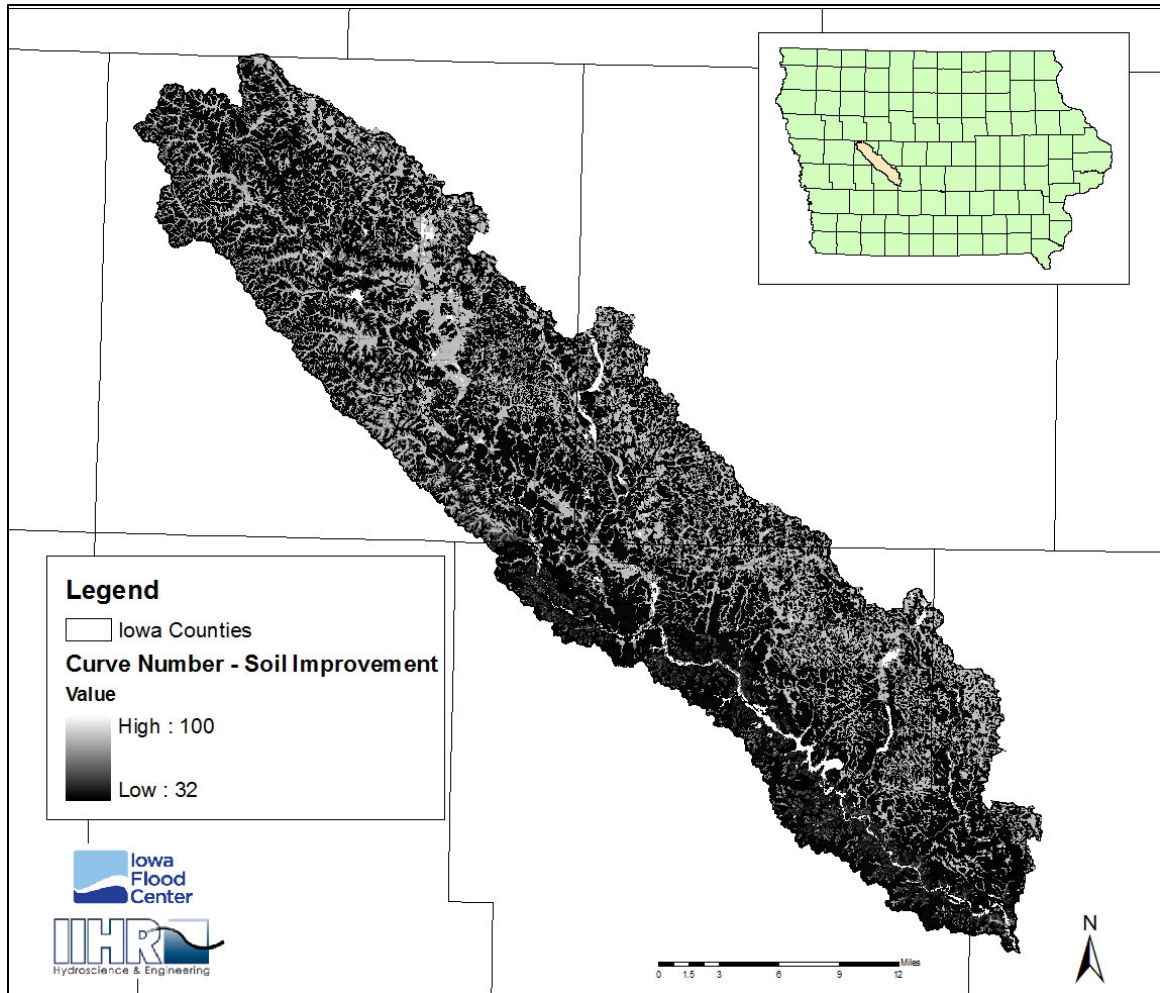 Legend
Iowa Counties
Curve Number - Soil Improvement
Value
High : 100
Low : 32
Iowa
Flood
Center
IIHR
Hydroscience & Engineering
N
Miles
0 1.5 3 6 9 12